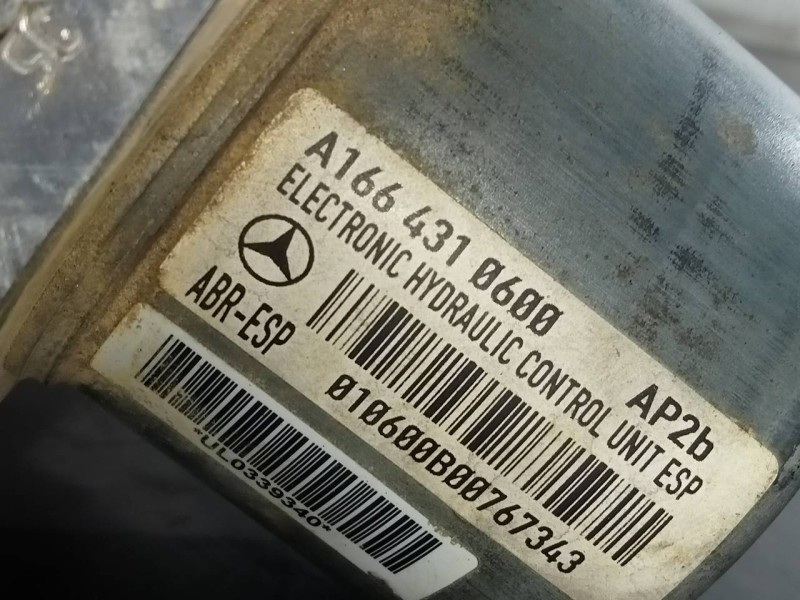 A166 431 0600 AP2b
ELECTRONIC HYDRAULIC CONTROL UNIT ESP
ABR-ESP
010600B00767343
*UL0339340*